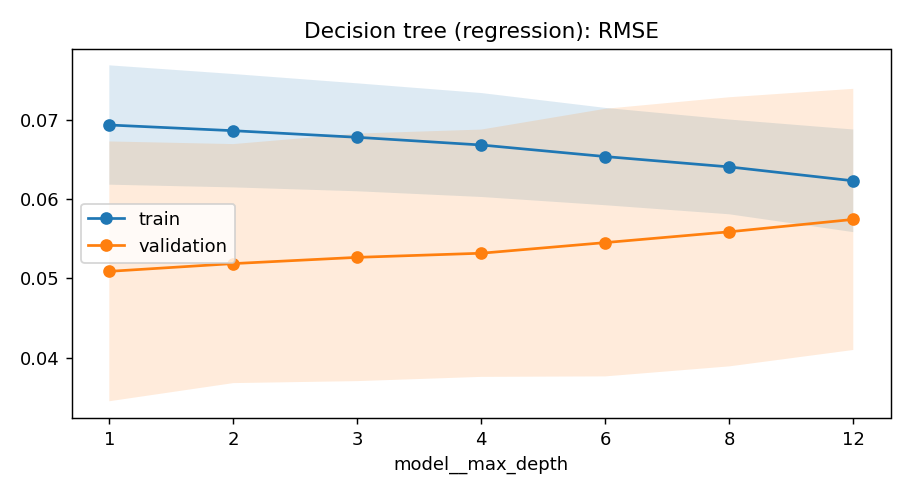 Decision tree (regression): RMSE
0.07
0.06
0.05
0.04
train
validation
1 2 3 4 6 8 12
model__max_depth